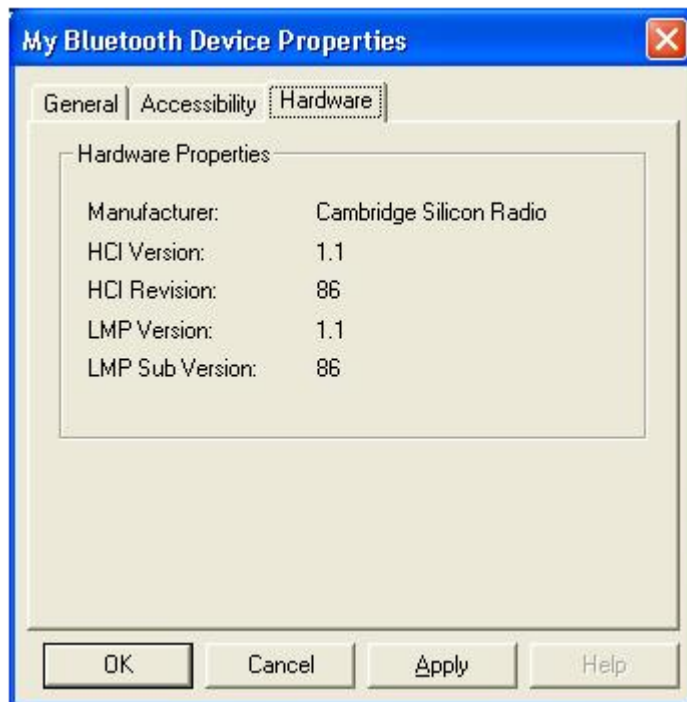 My Bluetooth Device Properties
General Accessibility Hardware
Hardware Properties
Manufacturer: Cambridge Silicon Radio
HCI Version: 1.1
HCI Revision: 86
LMP Version: 1.1
LMP Sub Version: 86
OK Cancel Apply Help